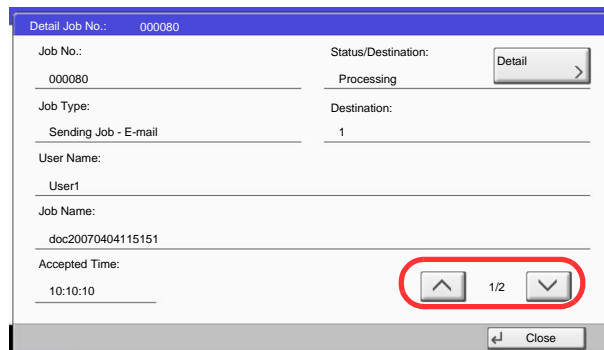 Detail Job No.: 000080
Job No.:
000080
Status/Destination:
Processing
Detail
Job Type:
Sending Job - E-mail
Destination:
1
User Name:
User1
Job Name:
doc20070404115151
Accepted Time:
10:10:10
1/2
Close